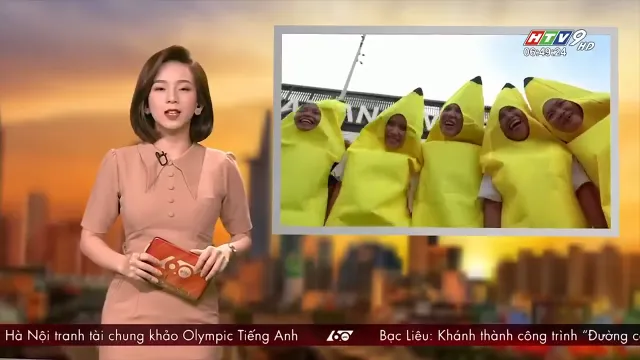 HTV9 HD
06:49:24
Hà Nội tranh tài chung khảo Olympic Tiếng Anh 60 Bạc Liêu: Khánh thành công trình “Đường c